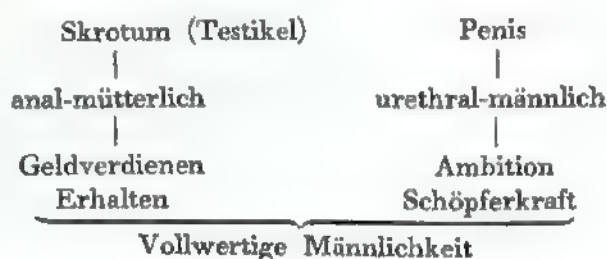 Skrotum (Testikel) Penis
anal-mütterlich urethral-männlich
Geldverdienen Ambition
Erhalten Schöpferkraft
Vollwertige Männlichkeit